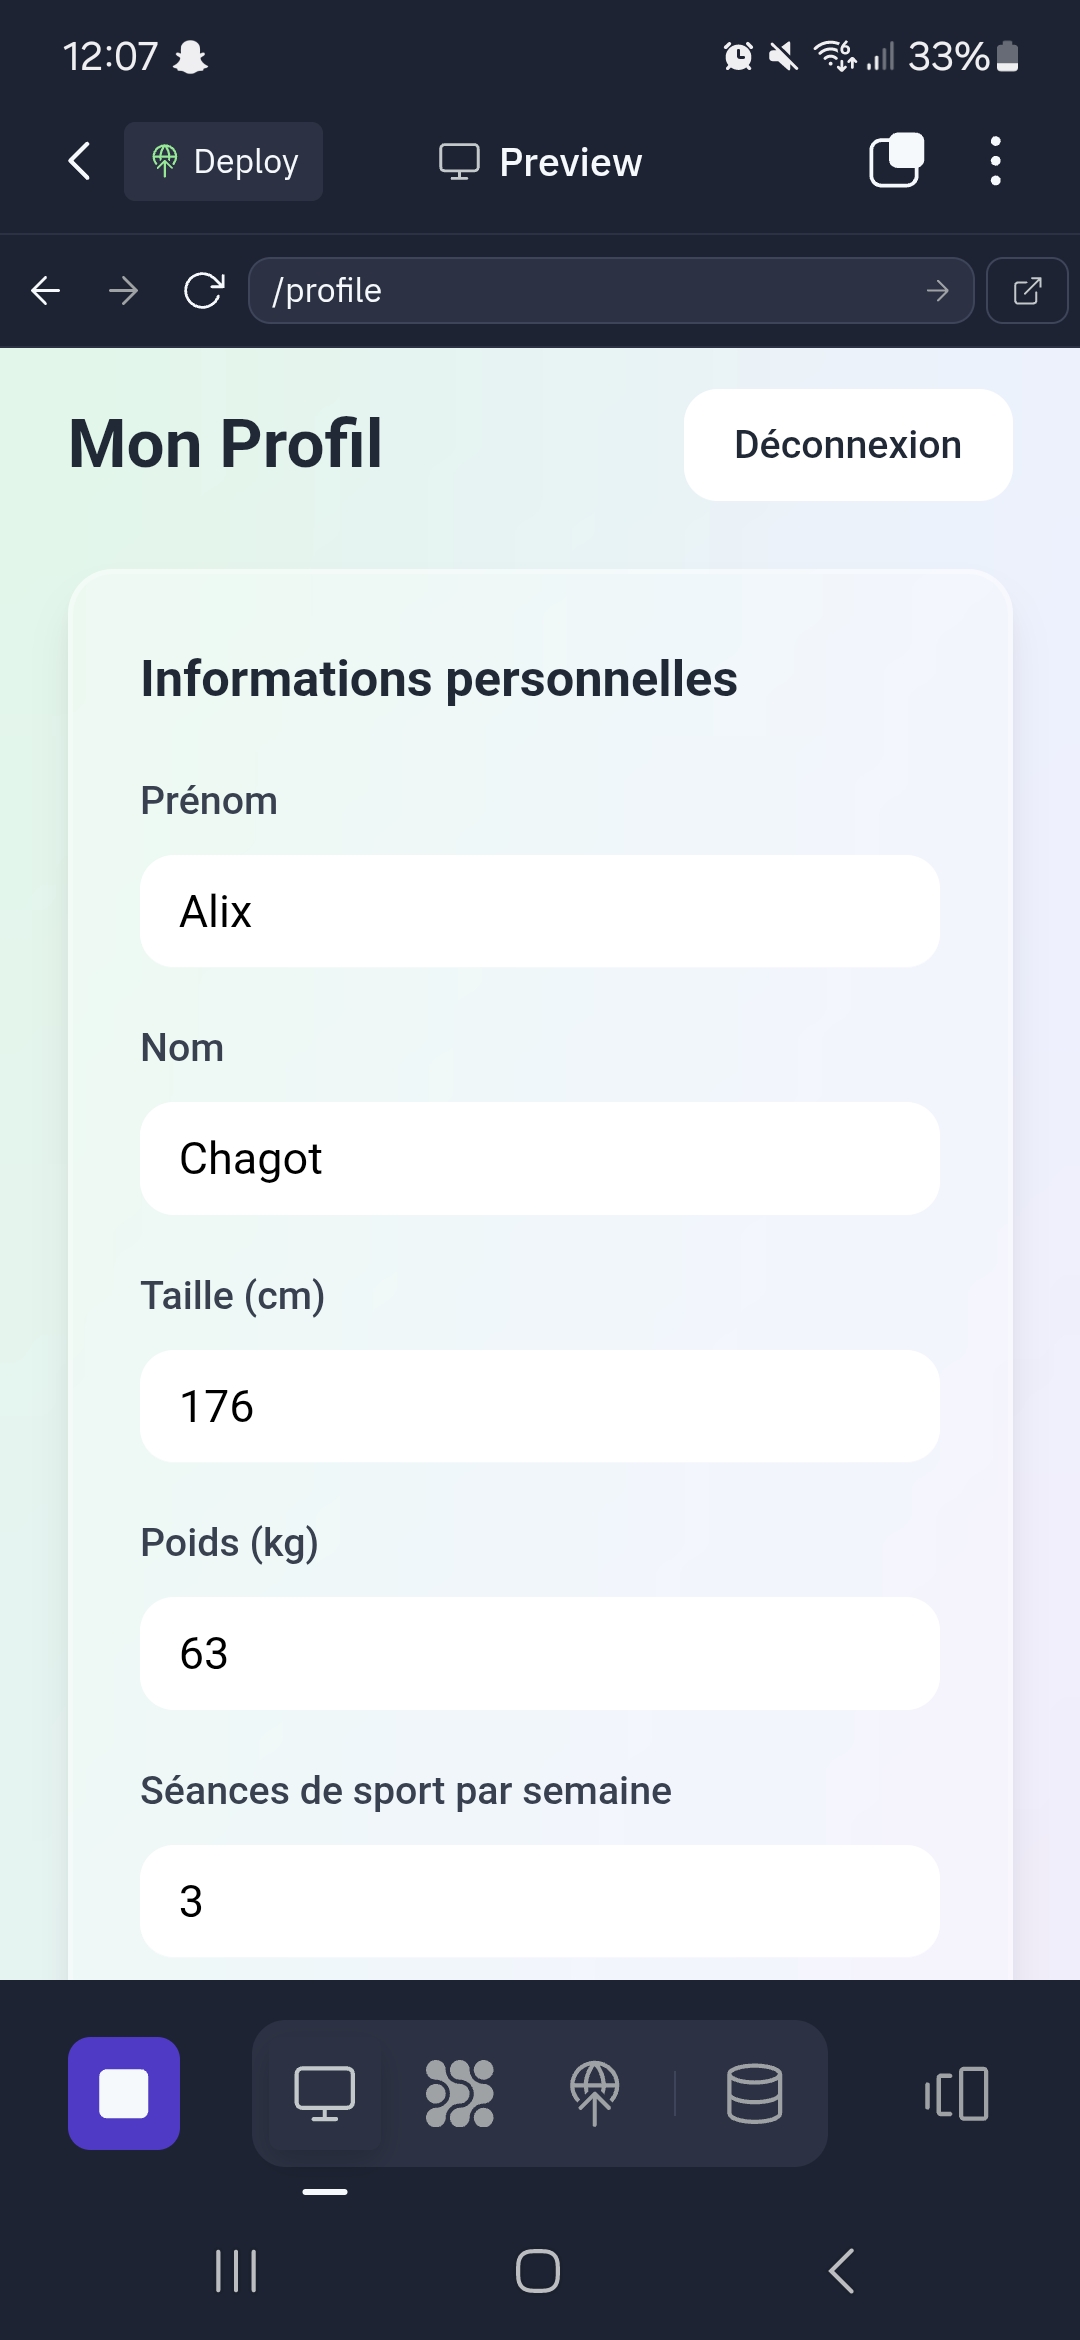 12:07 33%
Deploy Preview
/profile
Mon Profil Déconnexion
Informations personnelles
Prénom
Alix
Nom
Chagot
Taille (cm)
176
Poids (kg)
63
Séances de sport par semaine
3